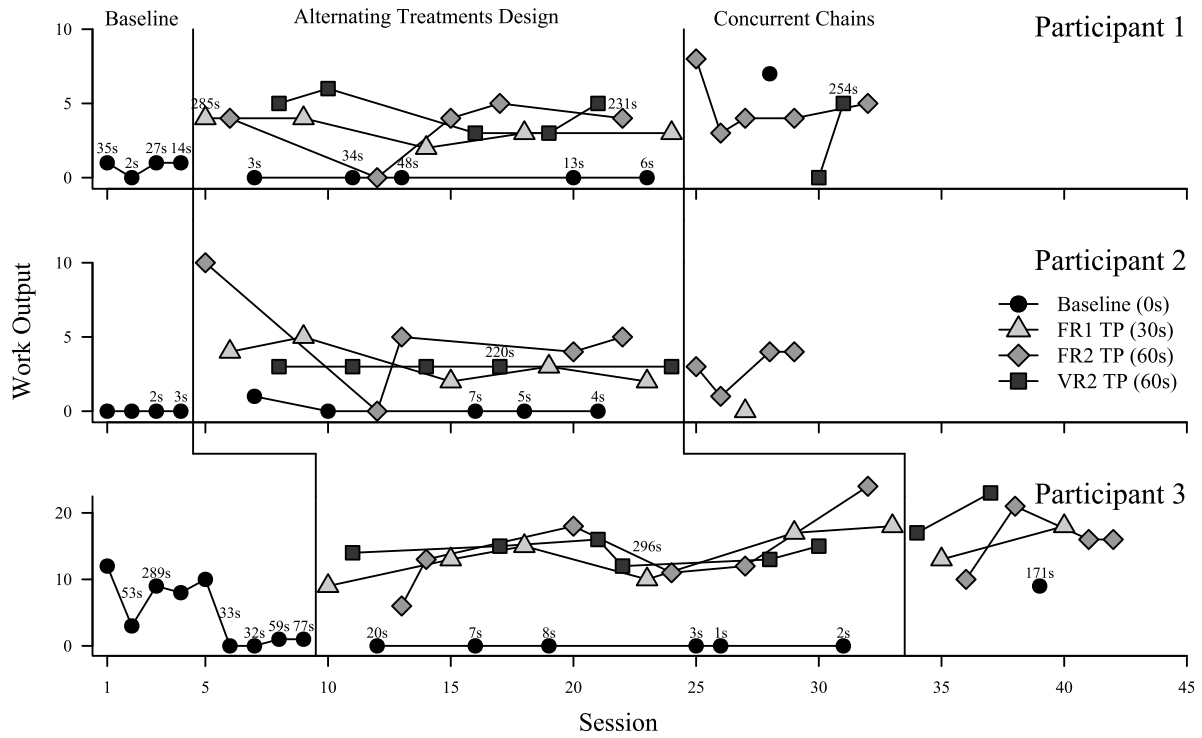 Baseline Alternating Treatments Design Concurrent Chains
Participant 1
10
5
0
35s 2s 27s 14s 285s 3s 34s 48s 13s 231s 6s 254s
Participant 2
10
5
0
2s 3s 7s 220s 5s 4s
Baseline (0s)
FR1 TP (30s)
FR2 TP (60s)
VR2 TP (60s)
Work Output
Participant 3
20
10
0
53s 289s 33s 32s 59s 77s 20s 7s 8s 296s 3s 1s 2s 171s
1 5 10 15 20 25 30 35 40 45
Session